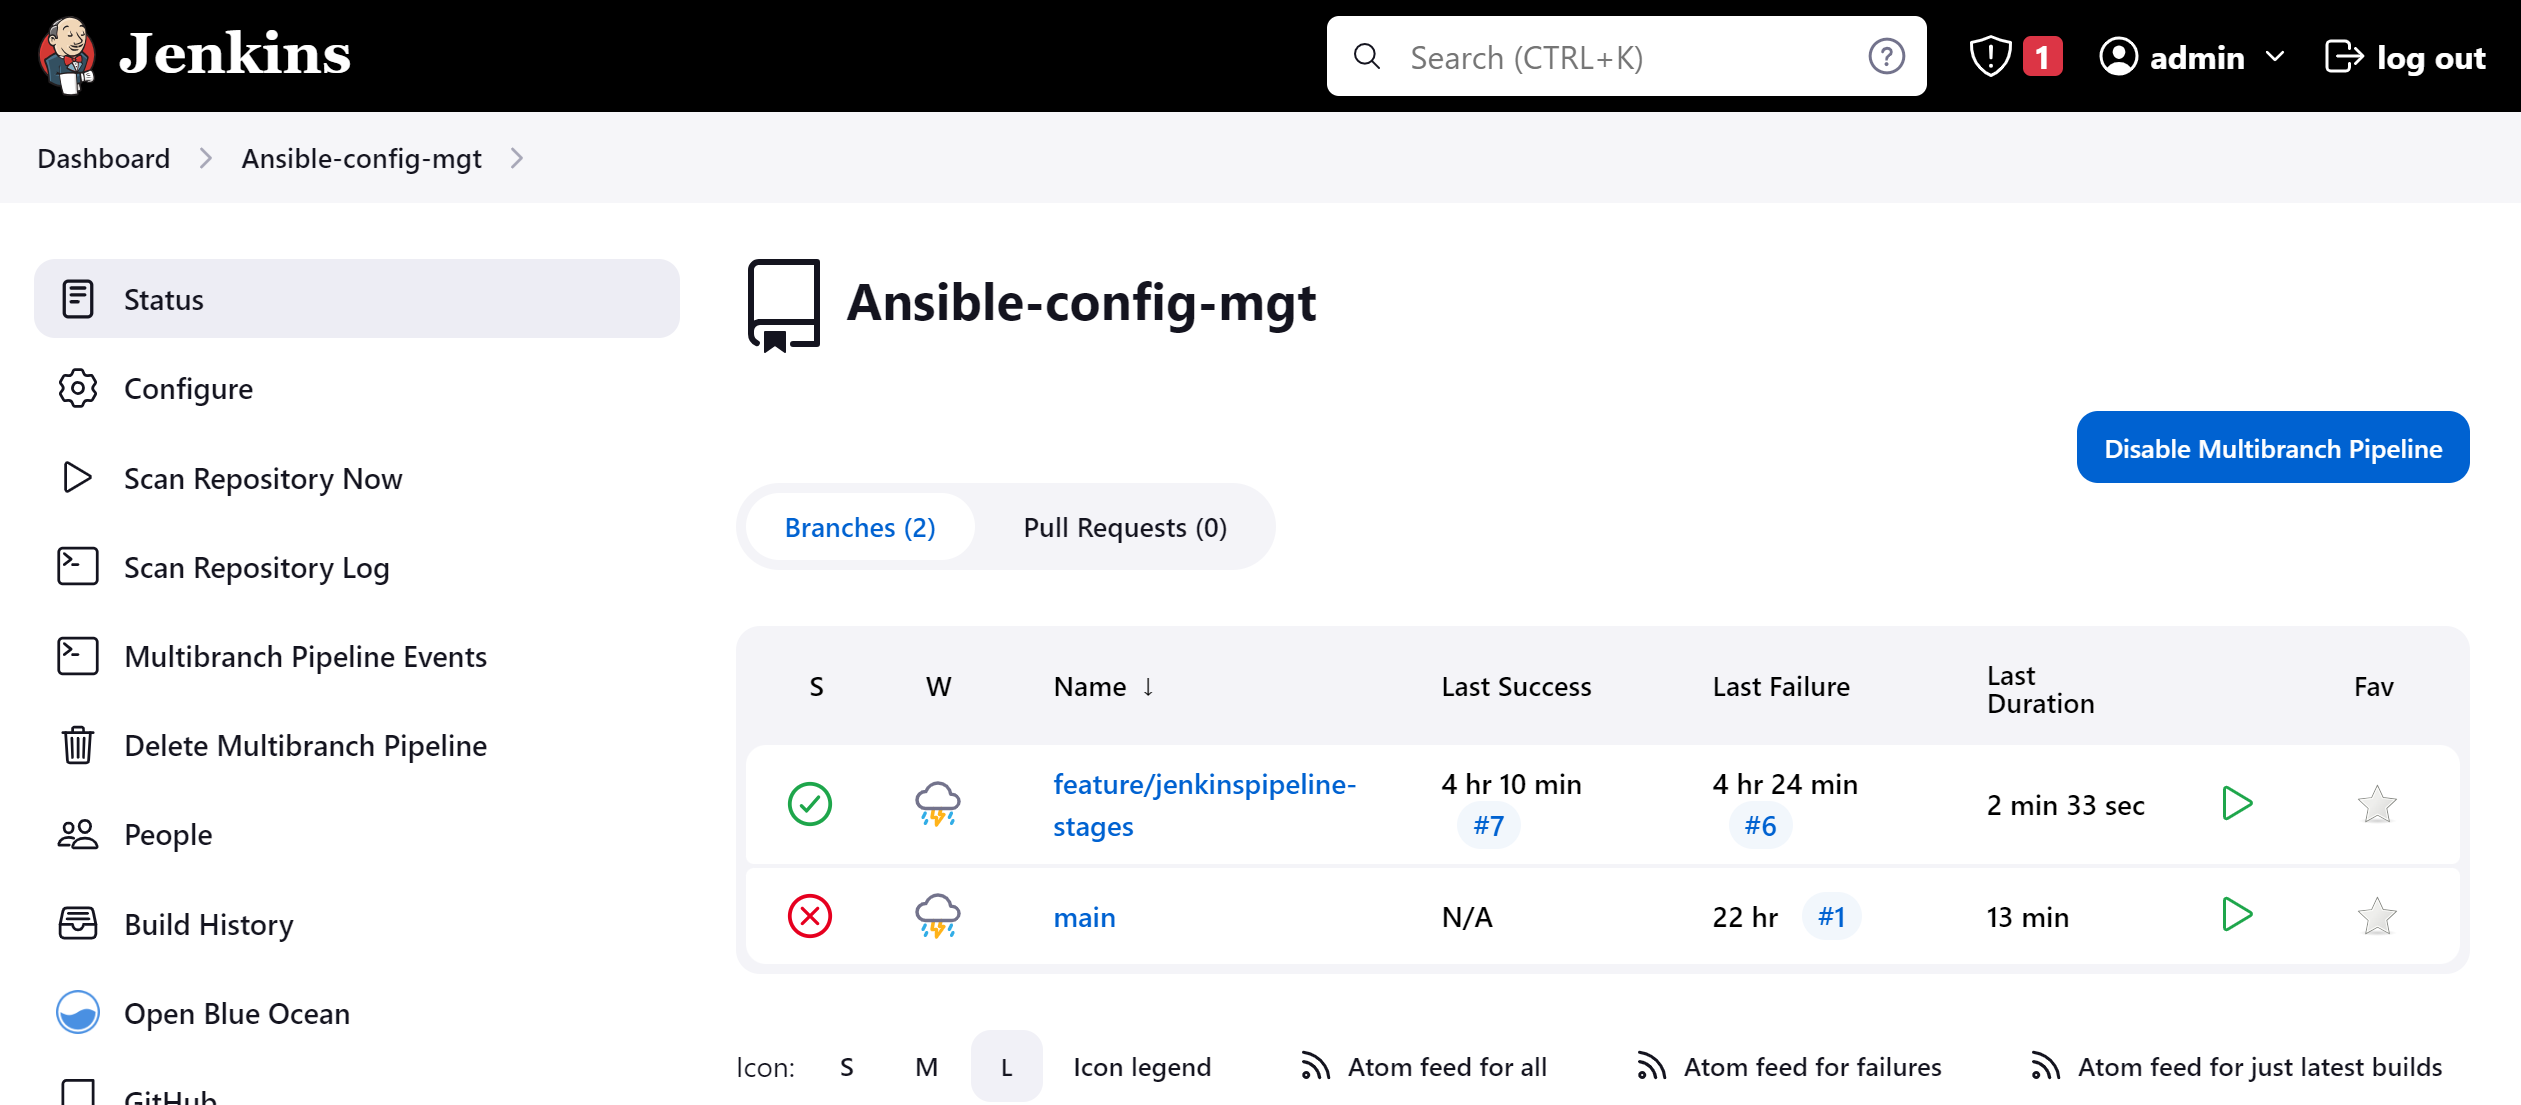 Jenkins
Search (CTRL+K)
1
admin
log out
Dashboard
Ansible-config-mgt
Status
Configure
Scan Repository Now
Scan Repository Log
Multibranch Pipeline Events
Delete Multibranch Pipeline
People
Build History
Open Blue Ocean
GitHub
Ansible-config-mgt
Disable Multibranch Pipeline
Branches (2)
Pull Requests (0)
S W Name ↓ Last Success Last Failure Last Duration Fav
feature/jenkinspipeline-stages 4 hr 10 min #7 4 hr 24 min #6 2 min 33 sec
main N/A 22 hr #1 13 min
Icon: S M L Icon legend Atom feed for all Atom feed for failures Atom feed for just latest builds